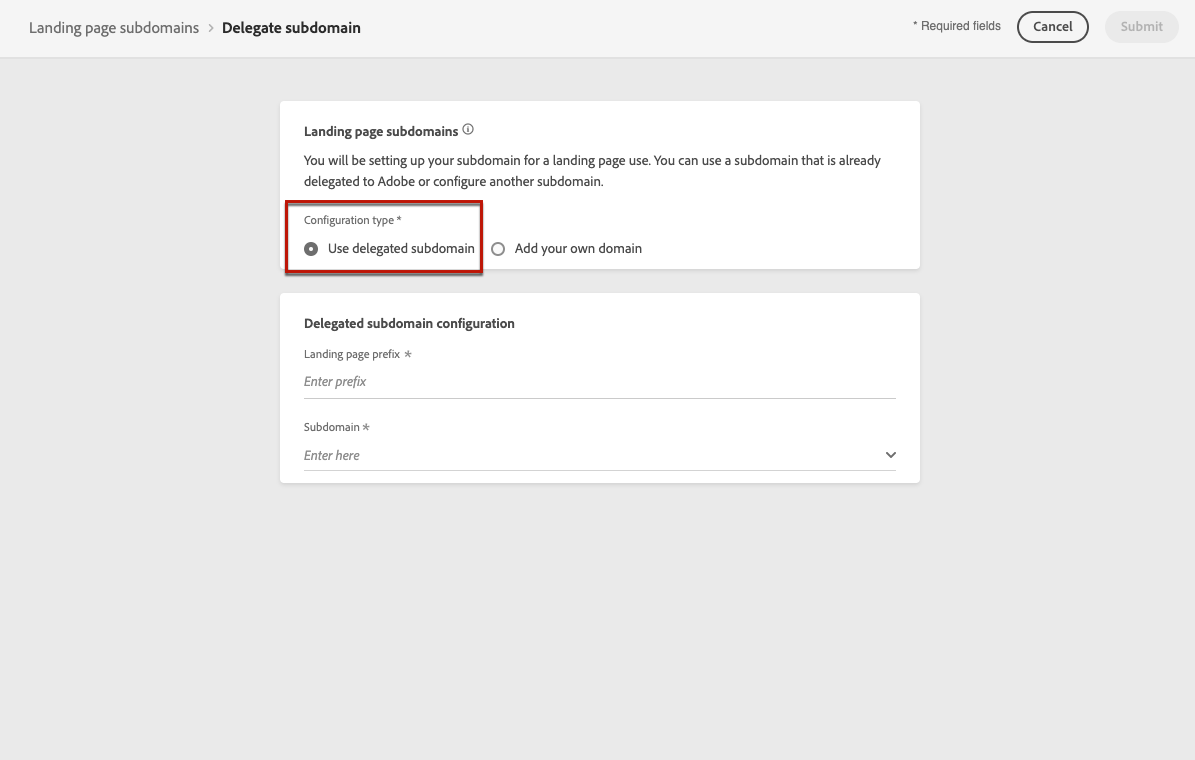 Landing page subdomains > Delegate subdomain
* Required fields
Cancel
Submit
Landing page subdomains
You will be setting up your subdomain for a landing page use. You can use a subdomain that is already
delegated to Adobe or configure another subdomain.
Configuration type *
Use delegated subdomain
Add your own domain
Delegated subdomain configuration
Landing page prefix *
Enter prefix
Subdomain *
Enter here